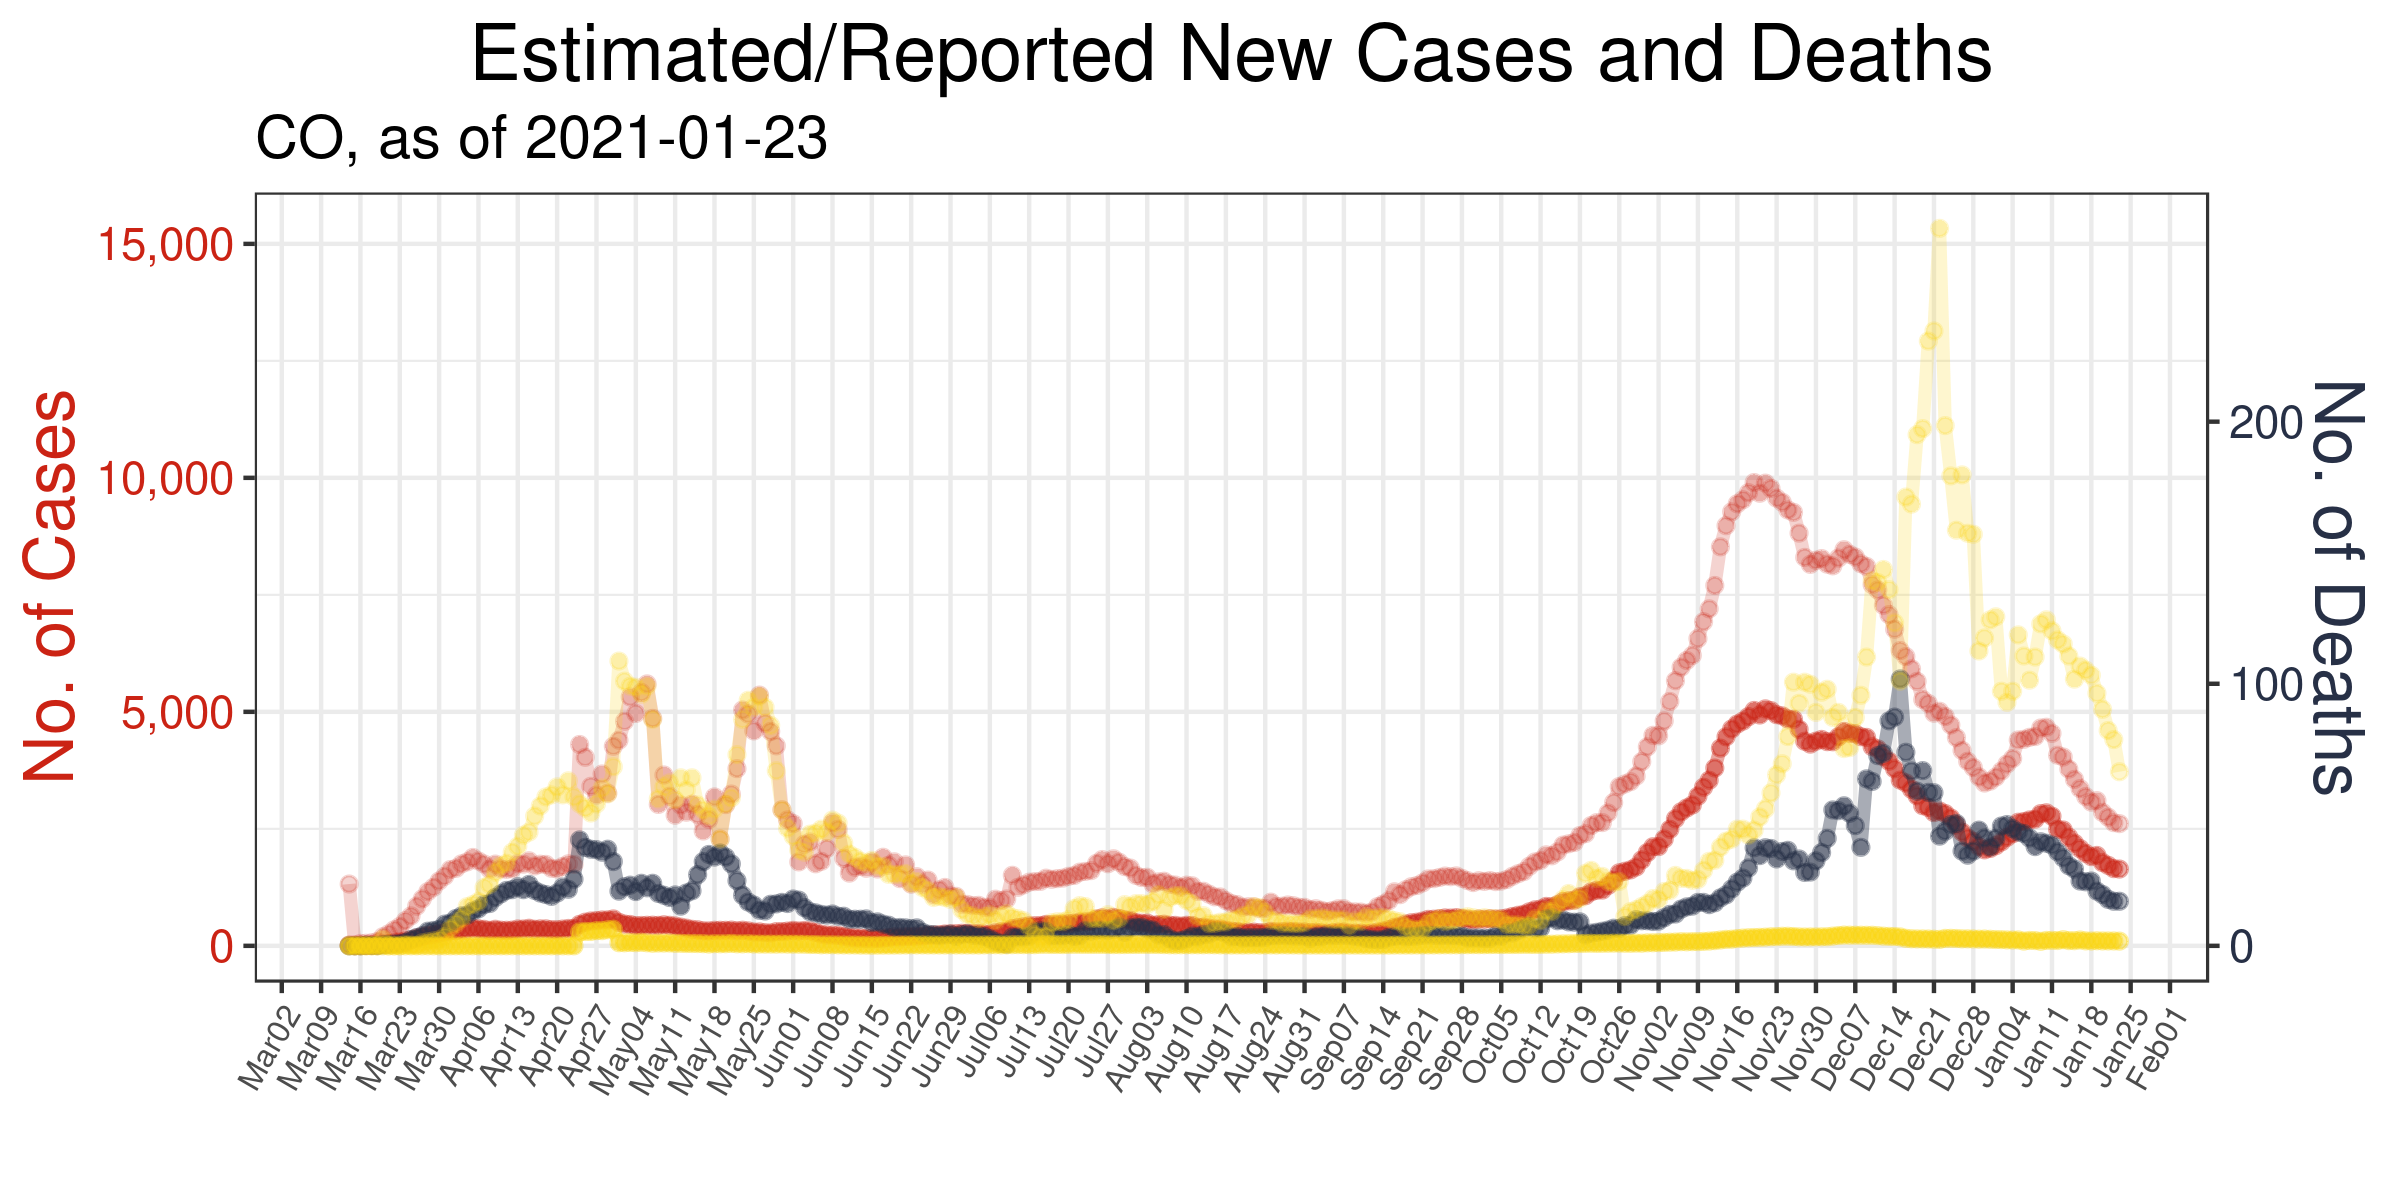 Estimated/Reported New Cases and Deaths
CO, as of 2021-01-23
No. of Cases
15,000
10,000
5,000
0
200
100
0
No. of Deaths
Mar02
Mar09
Mar16
Mar23
Mar30
Apr06
Apr13
Apr20
Apr27
May04
May11
May18
May25
Jun01
Jun08
Jun15
Jun22
Jun29
Jul06
Jul13
Jul20
Jul27
Aug03
Aug10
Aug17
Aug24
Aug31
Sep07
Sep14
Sep21
Sep28
Oct05
Oct12
Oct19
Oct26
Nov02
Nov09
Nov16
Nov23
Nov30
Dec07
Dec14
Dec21
Dec28
Jan04
Jan11
Jan18
Jan25
Feb01